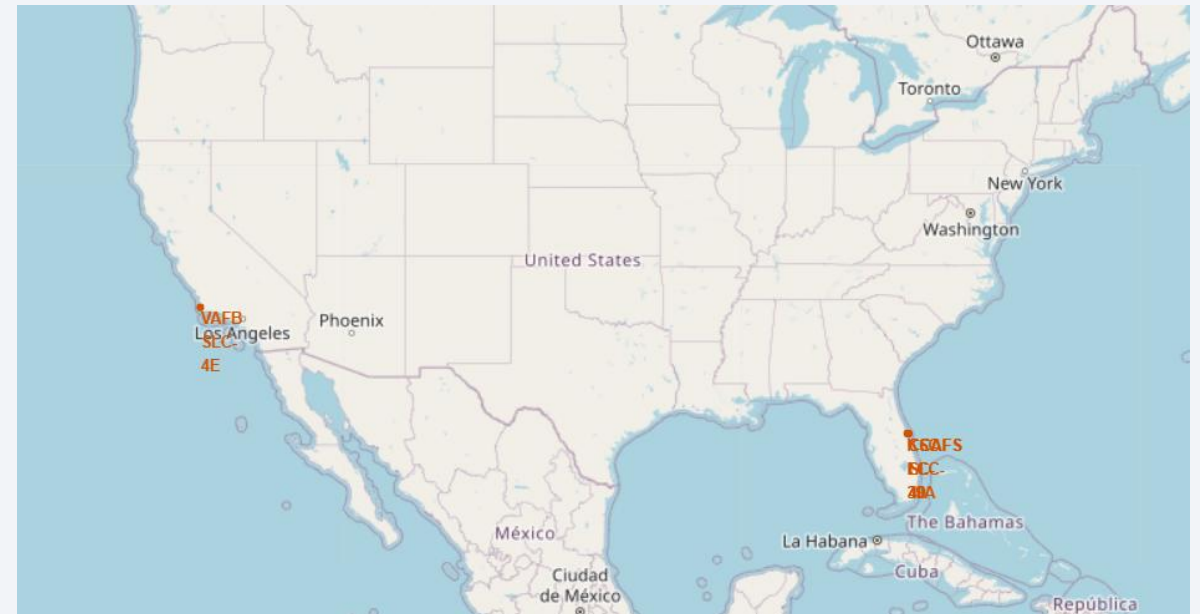 Ottawa
Toronto
New York
Washington
United States
VAFB
SLC-
4E
Los Angeles
Phoenix
México
Ciudad
de México
La Habana
The Bahamas
Cuba
República